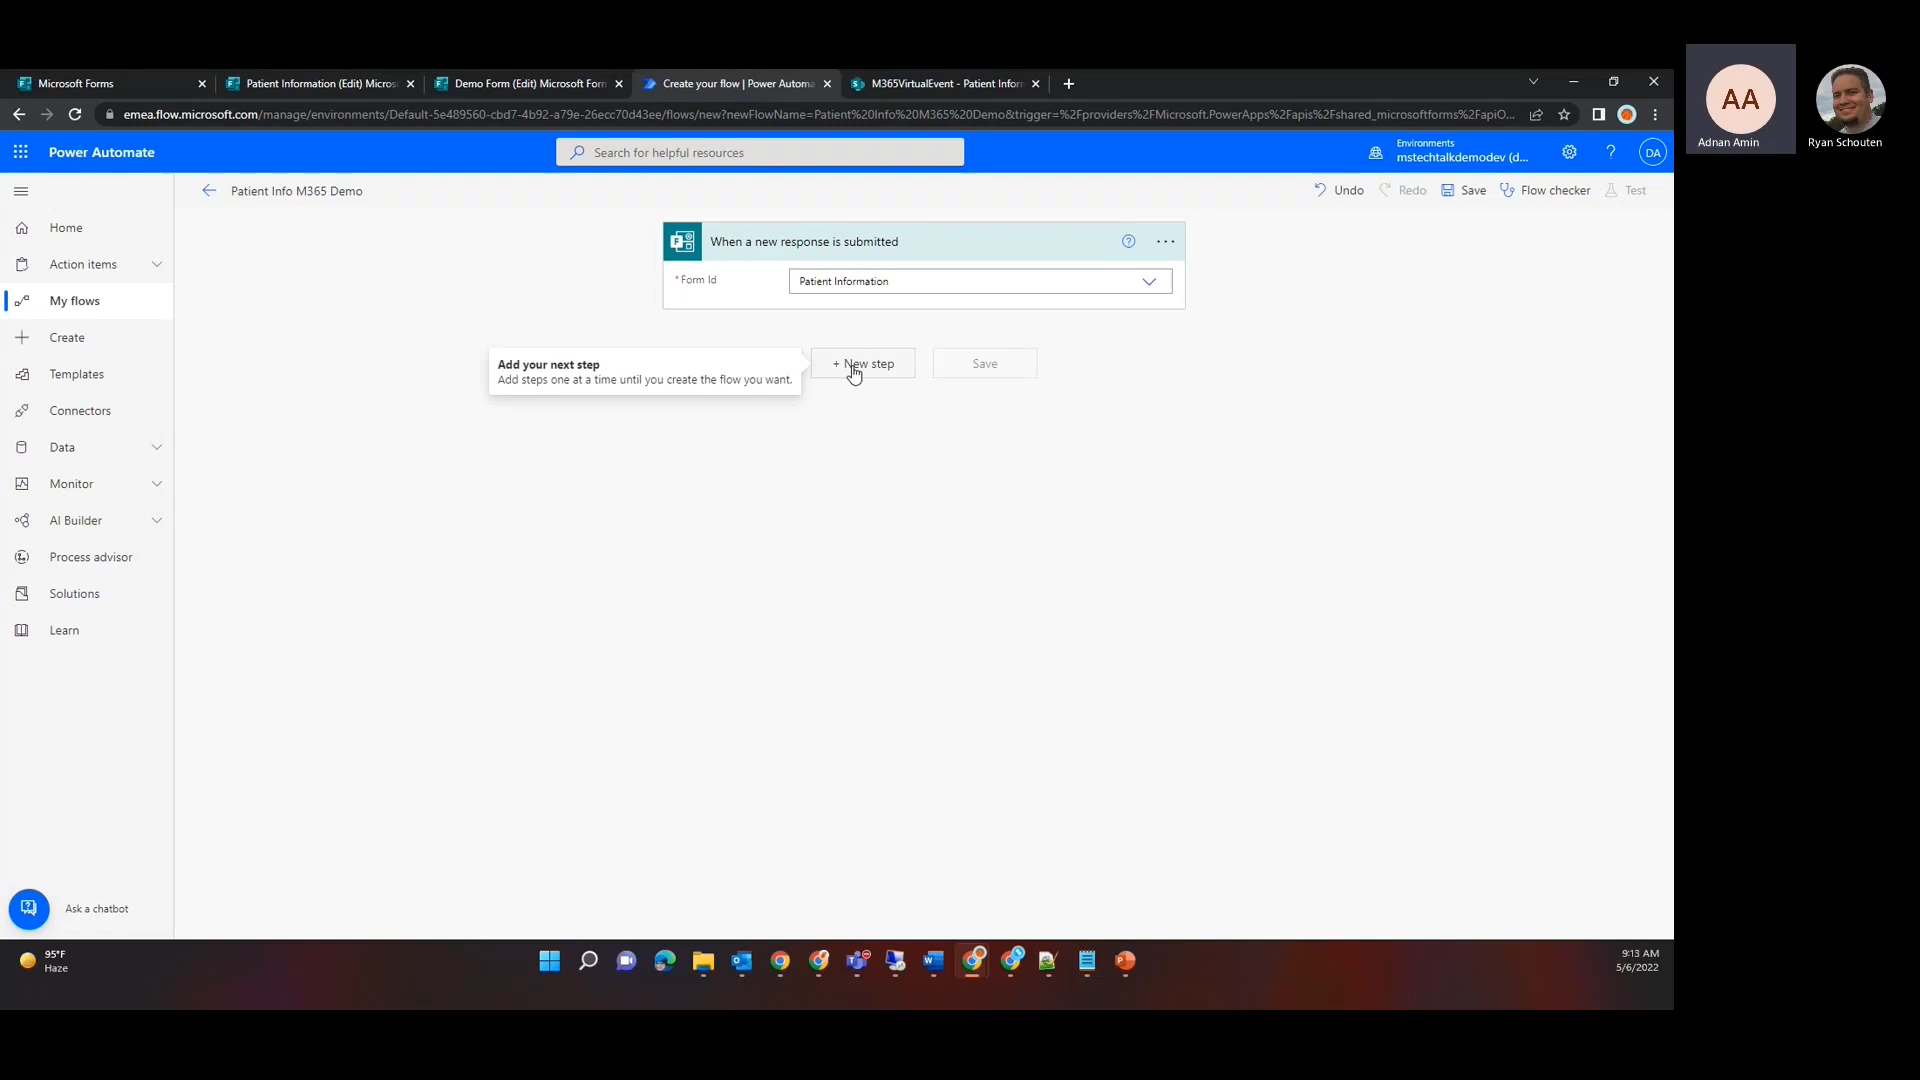 Microsoft Forms
Patient Information (Edit) Micros
Demo Form (Edit) Microsoft For
Create your flow | Power Automa
M365VirtualEvent - Patient Infor
emea.flow.microsoft.com/manage/environments/Default-5e489560-cbd7-4b92-a79e-26ecc70d43ee/flows/new?newFlowName=Patient%20Info%20M365%20Demo&trigger=%2Fproviders%2FMicrosoft.PowerApps%2Fapis%2Fshared_microsoftforms%2FapiO...
Power Automate
Search for helpful resources
Environments
mstechtalkdemodev (d...
DA
Patient Info M365 Demo
Undo
Redo
Save
Flow checker
Test
Home
Action items
My flows
Create
Templates
Connectors
Data
Monitor
AI Builder
Process advisor
Solutions
Learn
When a new response is submitted
*Form Id
Patient Information
Add your next step
Add steps one at a time until you create the flow you want.
+ New step
Save
Ask a chatbot
95°F
Haze
9:13 AM
5/6/2022
AA
Adnan Amin
Ryan Schouten